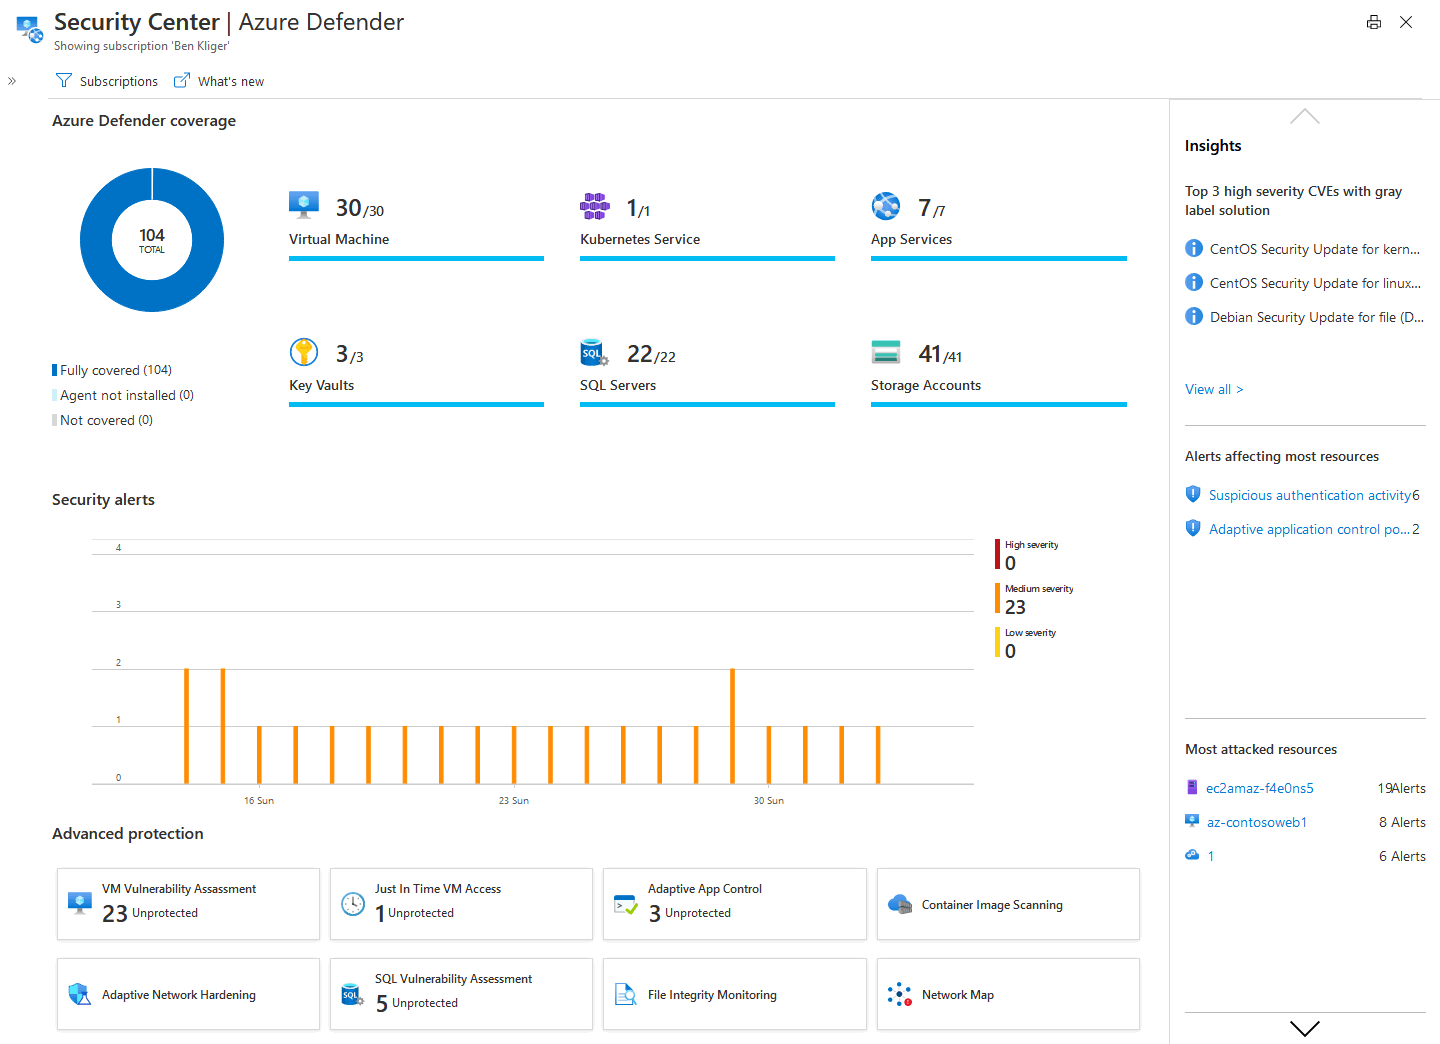 Security Center | Azure Defender
Showing subscription 'Ben Kliger'
Subscriptions
What's new
Azure Defender coverage
104
TOTAL
Fully covered (104)
Agent not installed (0)
Not covered (0)
30/30
Virtual Machine
1/1
Kubernetes Service
7/7
App Services
3/3
Key Vaults
SQL
22/22
SQL Servers
41/41
Storage Accounts
Security alerts
4
3
2
1
0
16 Sun
23 Sun
30 Sun
High severity
0
Medium severity
23
Low severity
0
Advanced protection
VM Vulnerability Assassment
23 Unprotected
Just In Time VM Access
1 Unprotected
Adaptive App Control
3 Unprotected
Container Image Scanning
Adaptive Network Hardening
SQL
SQL Vulnerability Assessment
5 Unprotected
File Integrity Monitoring
Network Map
Insights
Top 3 high severity CVEs with gray
label solution
CentOS Security Update for kern...
CentOS Security Update for linux...
Debian Security Update for file (D...
View all >
Alerts affecting most resources
Suspicious authentication activity 6
Adaptive application control po... 2
Most attacked resources
ec2amaz-f4e0ns5 19Alerts
az-contosoweb1 8 Alerts
1 6 Alerts